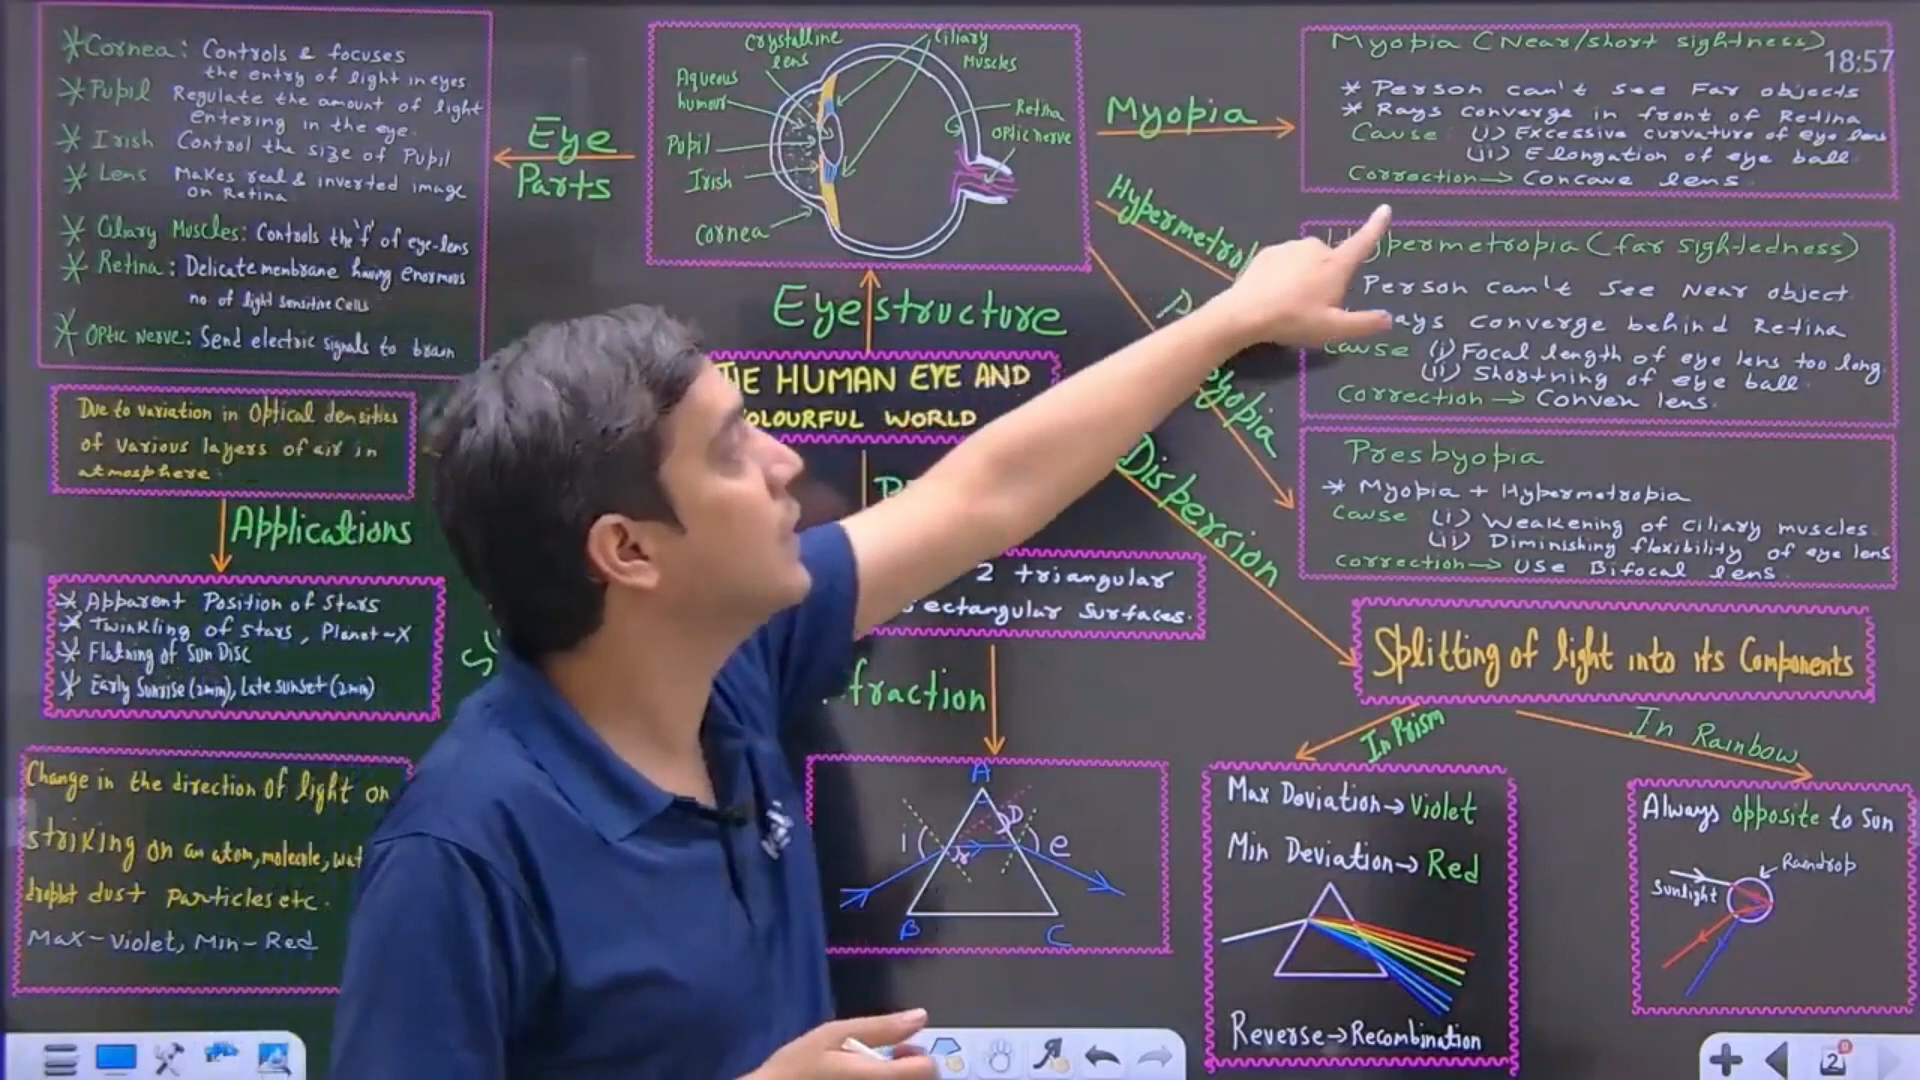 *Cornea: Controls & focuses
the entry of light in eyes
*Pupil Regulate the amount of light
entering in the eye.
*Irish Control the size of Pupil
*Lens Makes real & inverted image
on Retina
*Ciliary Muscles: Controls the 'f' of eye-lens
*Retina: Delicate membrane having enormous
no of light sensitive cells
*Optic Nerve: Send electric signals to brain
Eye
Parts
Crystalline
lens
Ciliary
Muscles
Aqueous
humour
Retina
optic nerve
Pupil
Irish
Cornea
Eye structure
HUMAN EYE AND
COLOURFUL WORLD
Myopia
Myopia (Near/short sightness)
18:57
* Person can't see Far objects
* Rays converge in front of Retina
Cause: (i) Excessive curvature of eye lens
(ii) Elongation of eye ball
Correction → Concave lens
(far sightedness)
Person can't see Near object
converge behind Retina
Cause (i) Focal length of eye lens too long
(ii) Shortning of eye ball.
Correction → Conven lens.
Presbyopia
* Myopia + Hypermetropia
Cause (i) Weakening of ciliary muscles
(ii) Diminishing flexibility of eye lens
Correction → Use Bifocal lens
Due to variation in Optical densities
of various layers of air in
atmosphere
Applications
* Apparent Position of Stars
* Twinkling of stars, Planet-X
* Flatning of Sun Disc
* Early Sunrise (2min), Late sunset (2min)
Change in the direction of light on
striking on an atom, molecule,
droplet dust Particles etc.
Max - Violet, Min - Red
2 triangular
Surfaces.
A
i
r
D
e
B
C
Dispersion
Splitting of light into its Components
In Prism
In Rainbow
Max Deviation → Violet
Min Deviation → Red
Reverse → Recombination
Always opposite to Sun
Raindrop
Sunlight
2